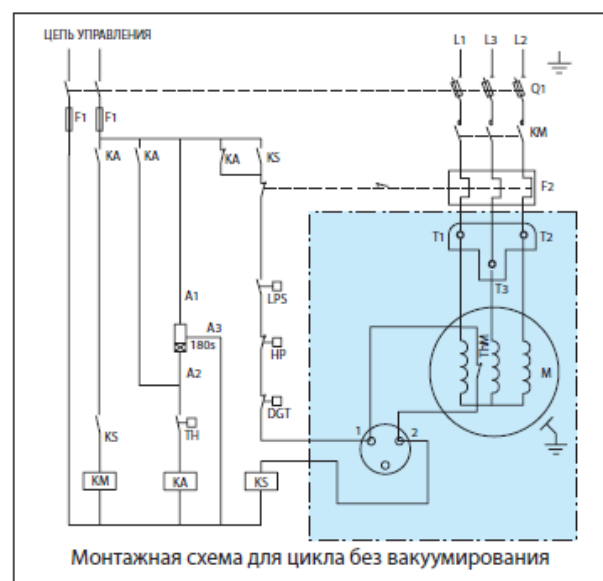 ЦЕПЬ УПРАВЛЕНИЯ
L1 L3 L2
Q1
F1 F1
KM
KA KA KA KS
F2
T1 T2
T3
A1
LPS
A3
180s
HP
THM
M
A2
DGT
1 2
KS
TH
KM KA KS
Монтажная схема для цикла без вакуумирования